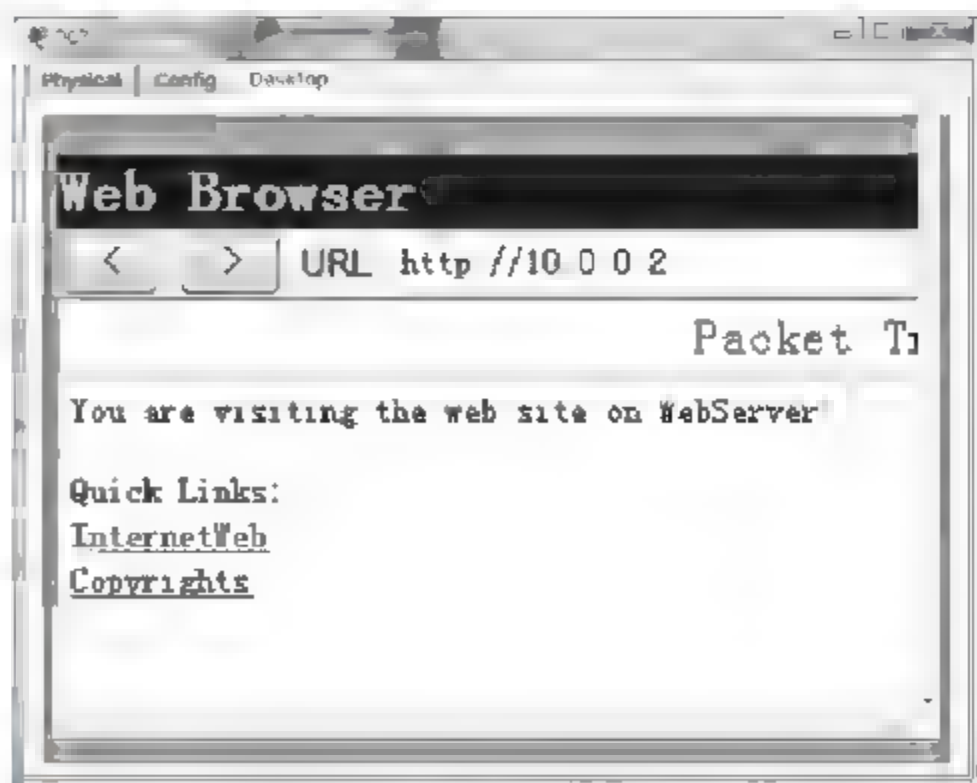 Physical Config Desktop
Web Browser
< > URL http //10 0 0 2
Packet Tr
You are visiting the web site on WebServer
Quick Links:
InternetWeb
Copyrights